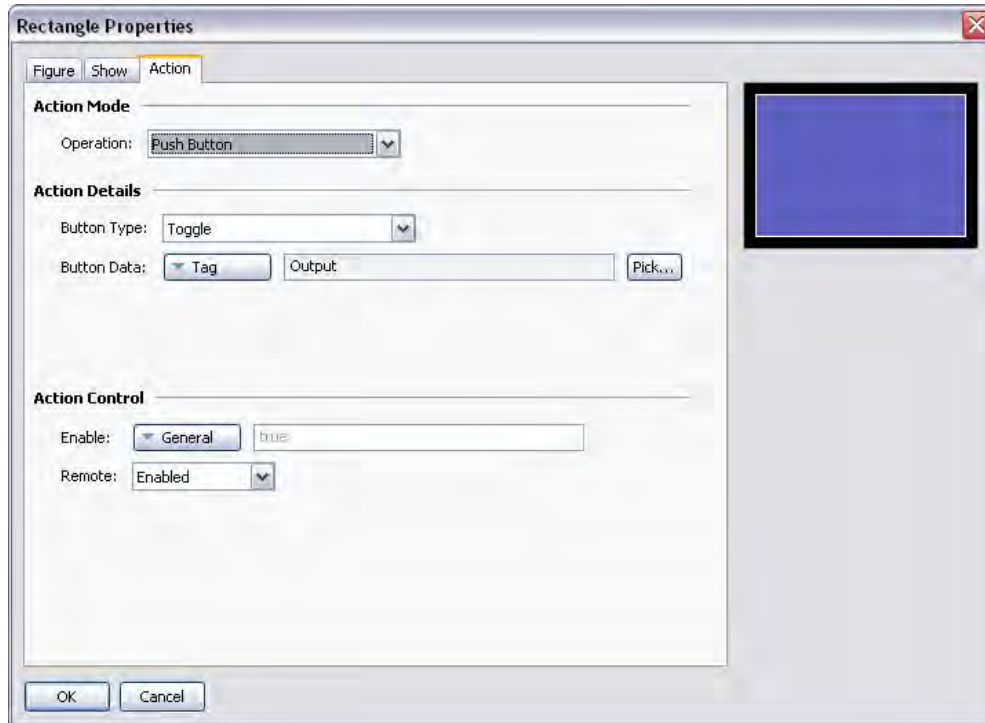 Rectangle Properties
Figure Show Action
Action Mode
Operation: Push Button
Action Details
Button Type: Toggle
Button Data: Tag Output Pick...
Action Control
Enable: General true
Remote: Enabled
OK Cancel